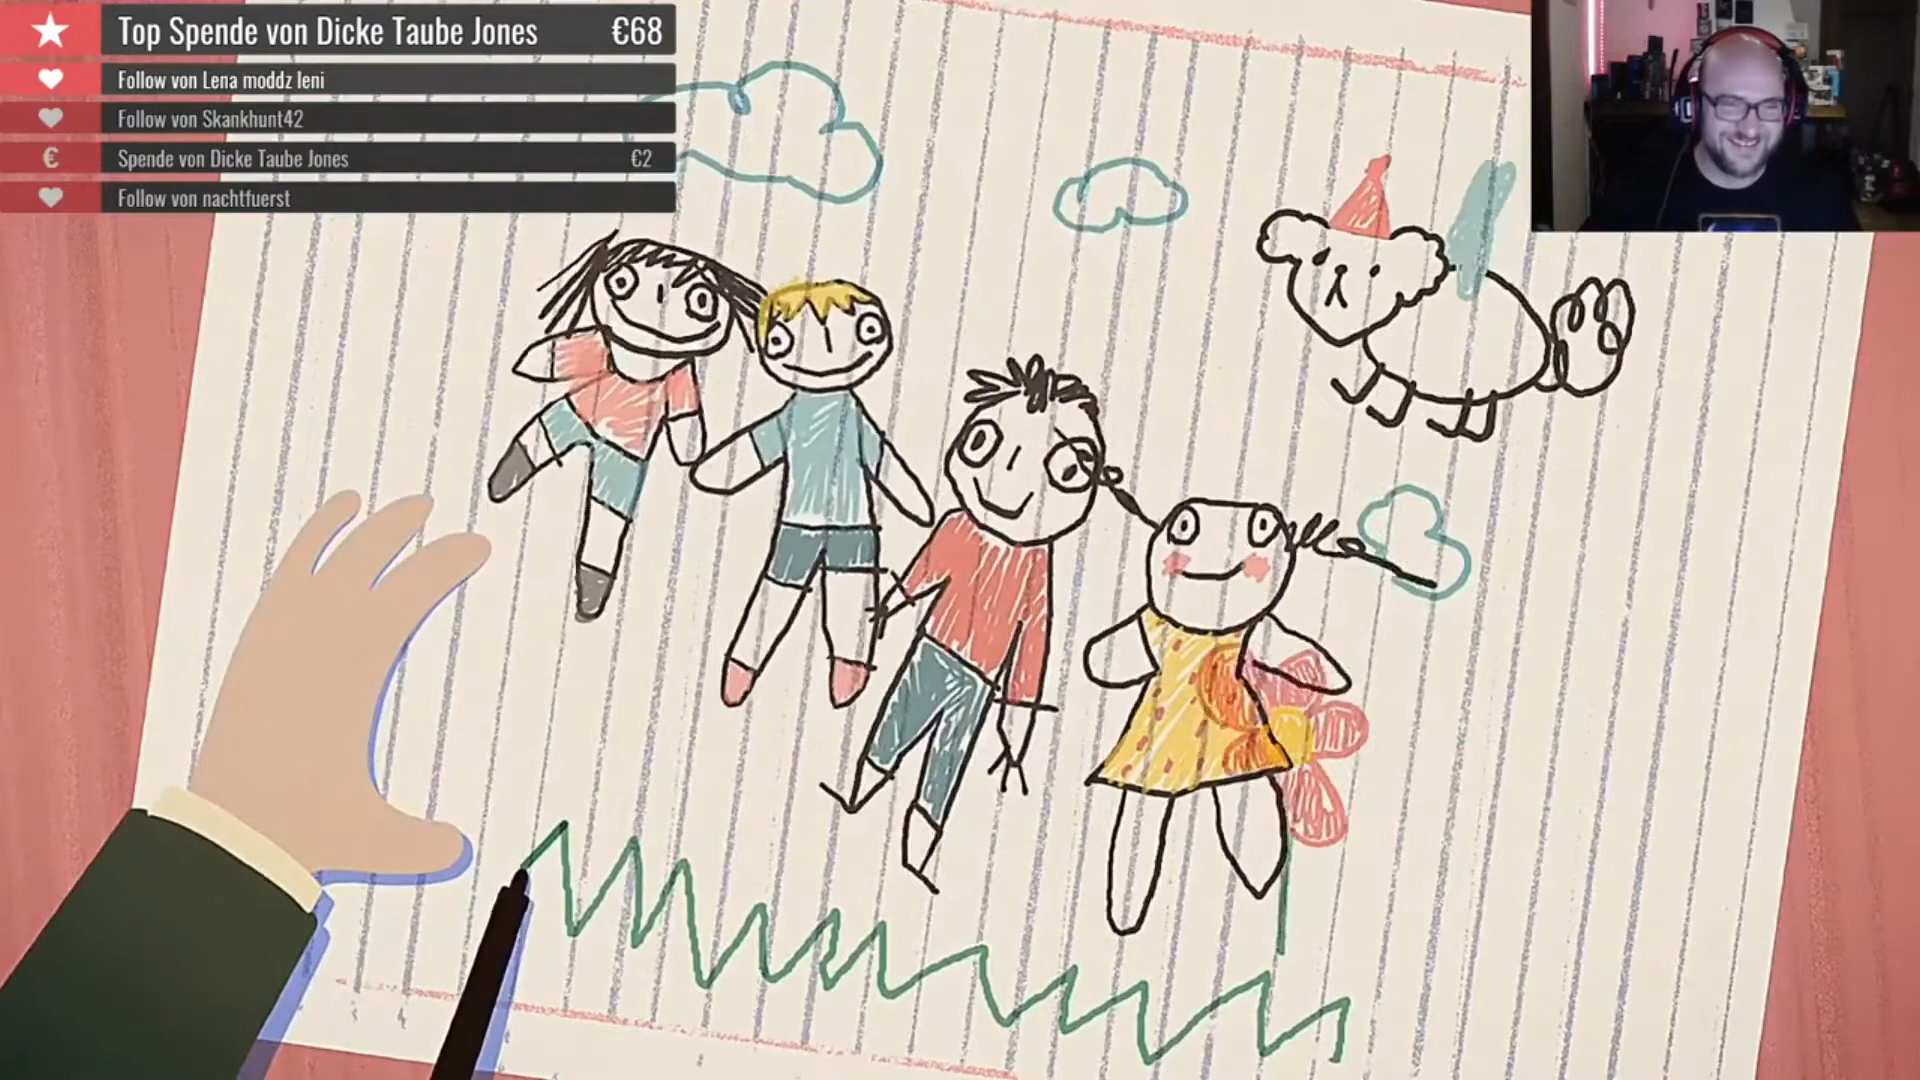 Top Spende von Dicke Taube Jones €68
Follow von Lena moddz leni
Follow von Skankhunt42
€ Spende von Dicke Taube Jones €2
Follow von nachtfuerst